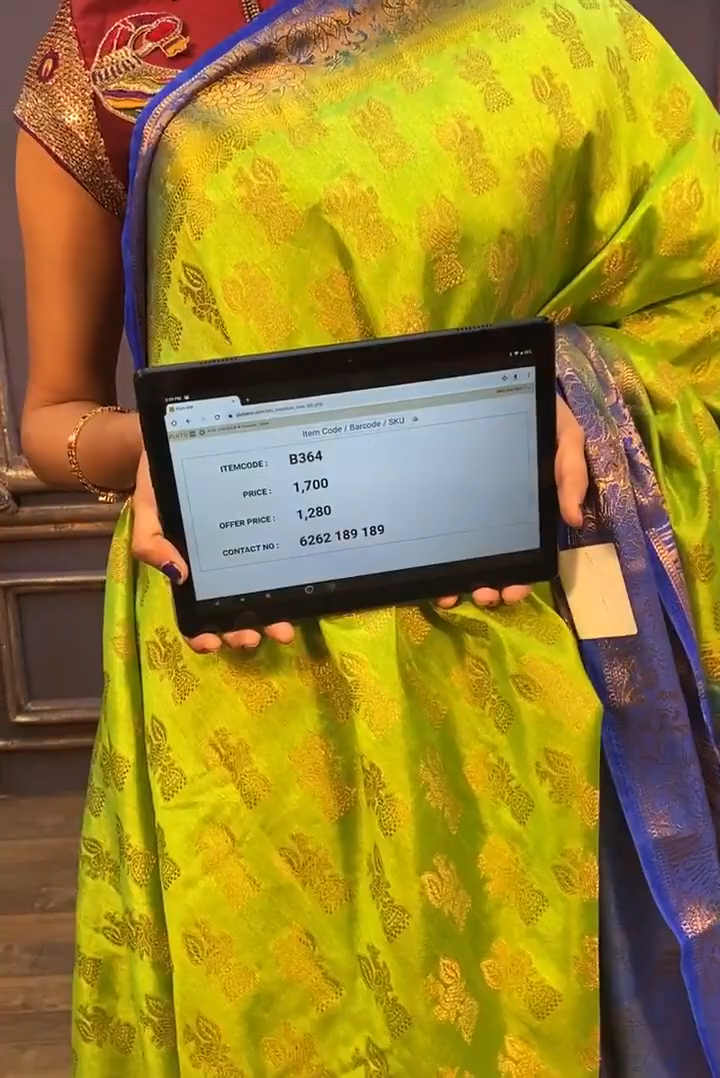 Item Code / Barcode / SKU
ITEMCODE : B364
PRICE : 1,700
OFFER PRICE : 1,280
CONTACT NO : 6262 189 189